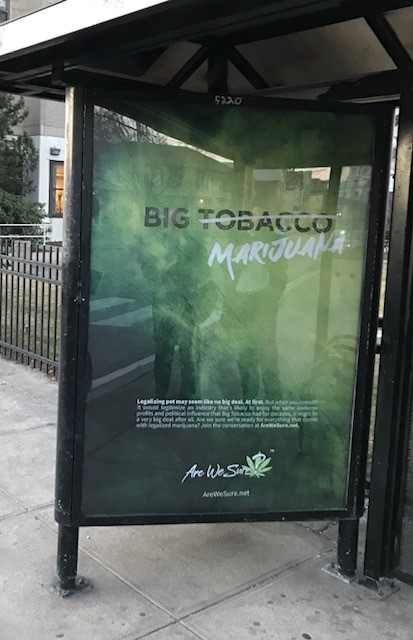 5220
BIG TOBACCO
MARIJUANA
Legalizing pot may seem like no big deal. At first. But when you consider
it would legitimize an industry that's likely to enjoy the same immense
profits and political influence that Big Tobacco had for decades, it might be
a very big deal after all. Are we sure we're ready for everything that comes
with legalized marijuana? Join the conversation at AreWeSure.net.
Are We Sure?
TM
AreWeSure.net